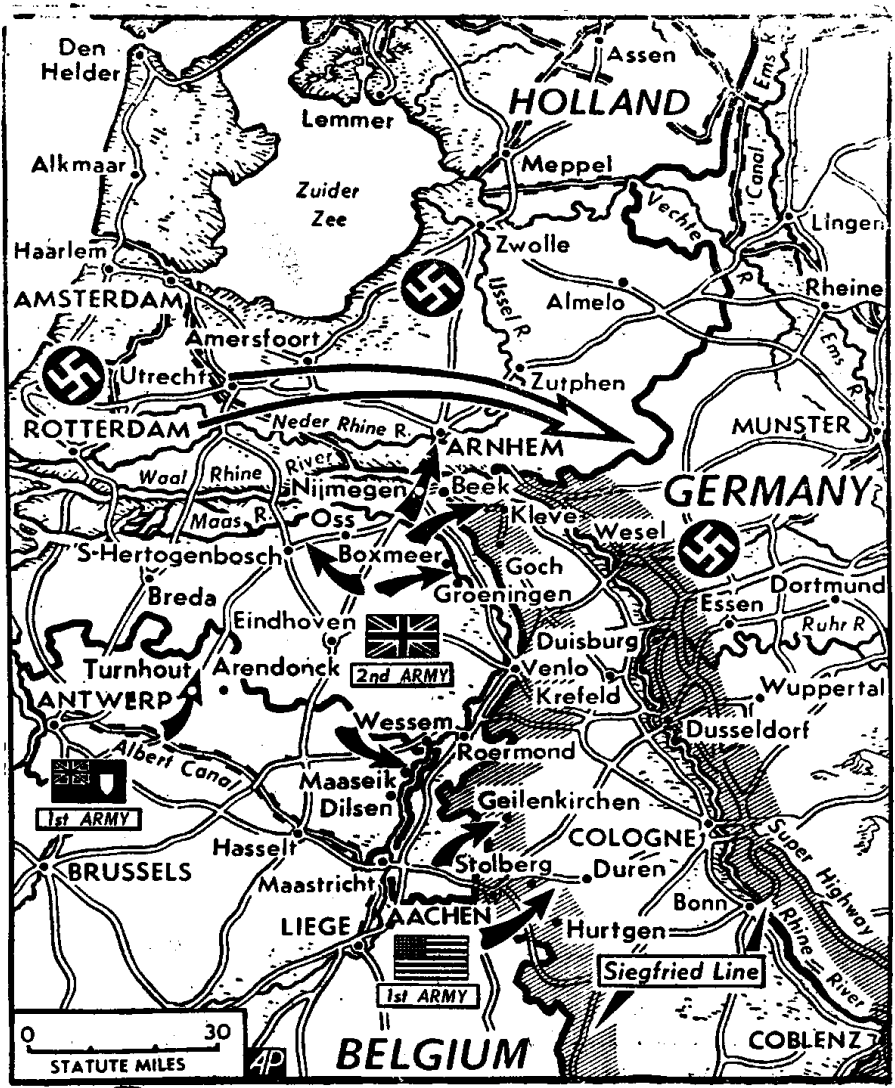 Den
Helder
Assen
Ems R
HOLLAND
Lemmer
Alkmaar
Meppel
Canal
Zuider
Zee
Vechte
R
Lingen
Haarlem
Zwolle
AMSTERDAM
IJssel R.
Almelo
Rheine
Amersfoort
Ems R
Utrecht
Zutphen
ROTTERDAM
Neder Rhine R.
ARNHEM
MUNSTER
Waal Rhine River
Nijmegen
Beek
GERMANY
Maas R.
Oss
Kleve
Wesel
'S-Hertogenbosch
Boxmeer
Goch
Breda
Groeningen
Dortmund
Essen
Ruhr R
Eindhoven
Duisburg
Turnhout
Arendonck
2nd ARMY
Venlo
Krefeld
Wuppertal
ANTWERP
Wessem
Dusseldorf
Albert Canal
Roermond
Maaseik
Dilsen
Geilenkirchen
1st ARMY
Hasselt
COLOGNE
Super Highway
BRUSSELS
Stolberg
Duren
Maastricht
AACHEN
Bonn
LIEGE
Hurtgen
Rhine River
Siegfried Line
1st ARMY
COBLENZ
0 30
STATUTE MILES
AP
BELGIUM